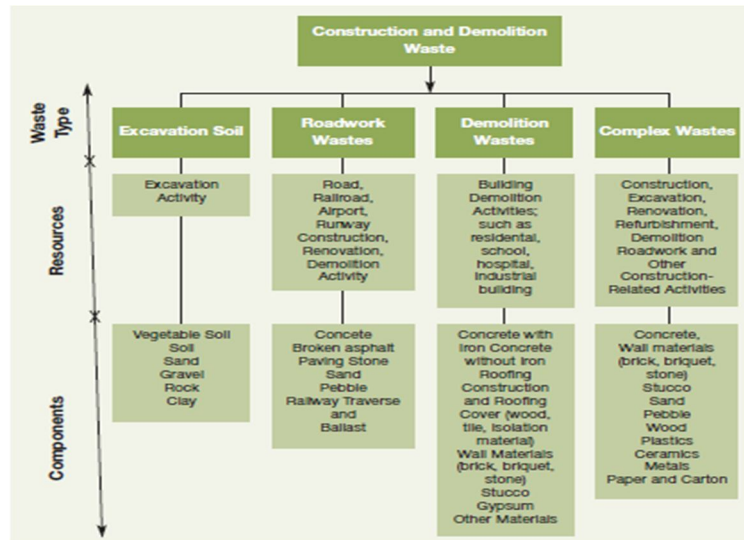 Construction and Demolition
Waste
Waste
Type
Excavation Soil
Roadwork
Wastes
Demolition
Wastes
Complex Wastes
Resources
Excavation
Activity
Road,
Railroad,
Airport,
Runway
Construction,
Renovation,
Demolition
Activity
Building
Demolition
Activities;
such as
residental,
school,
hospital,
industrial
building
Construction,
Excavation,
Renovation,
Refurbishment,
Demolition
Roadwork and
Other
Construction-
Related Activities
Components
Vegetable Soil
Soil
Sand
Gravel
Rock
Clay
Concete
Broken asphalt
Paving Stone
Sand
Pebble
Railway Traverse
and
Ballast
Concrete with
Iron Concrete
without Iron
Roofing
Construction
and Roofing
Cover (wood,
tile, isolation
material)
Wall Materials
(brick, briquet,
stone)
Stucco
Gypsum
Other Materials
Concrete,
Wall materials
(brick, briquet,
stone)
Stucco
Sand
Pebble
Wood
Plastics
Ceramics
Metals
Paper and Carton